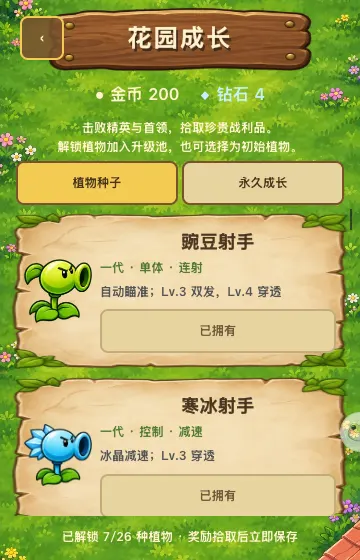 花园成长
金币 200 钻石 4
击败精英与首领，拾取珍贵战利品。
解锁植物加入升级池，也可选择为初始植物。
植物种子 永久成长
豌豆射手
一代 · 单体 · 连射
自动瞄准；Lv.3 双发，Lv.4 穿透
已拥有
寒冰射手
一代 · 控制 · 减速
冰晶减速；Lv.3 穿透
已拥有
已解锁 7/26 种植物 · 奖励拾取后立即保存